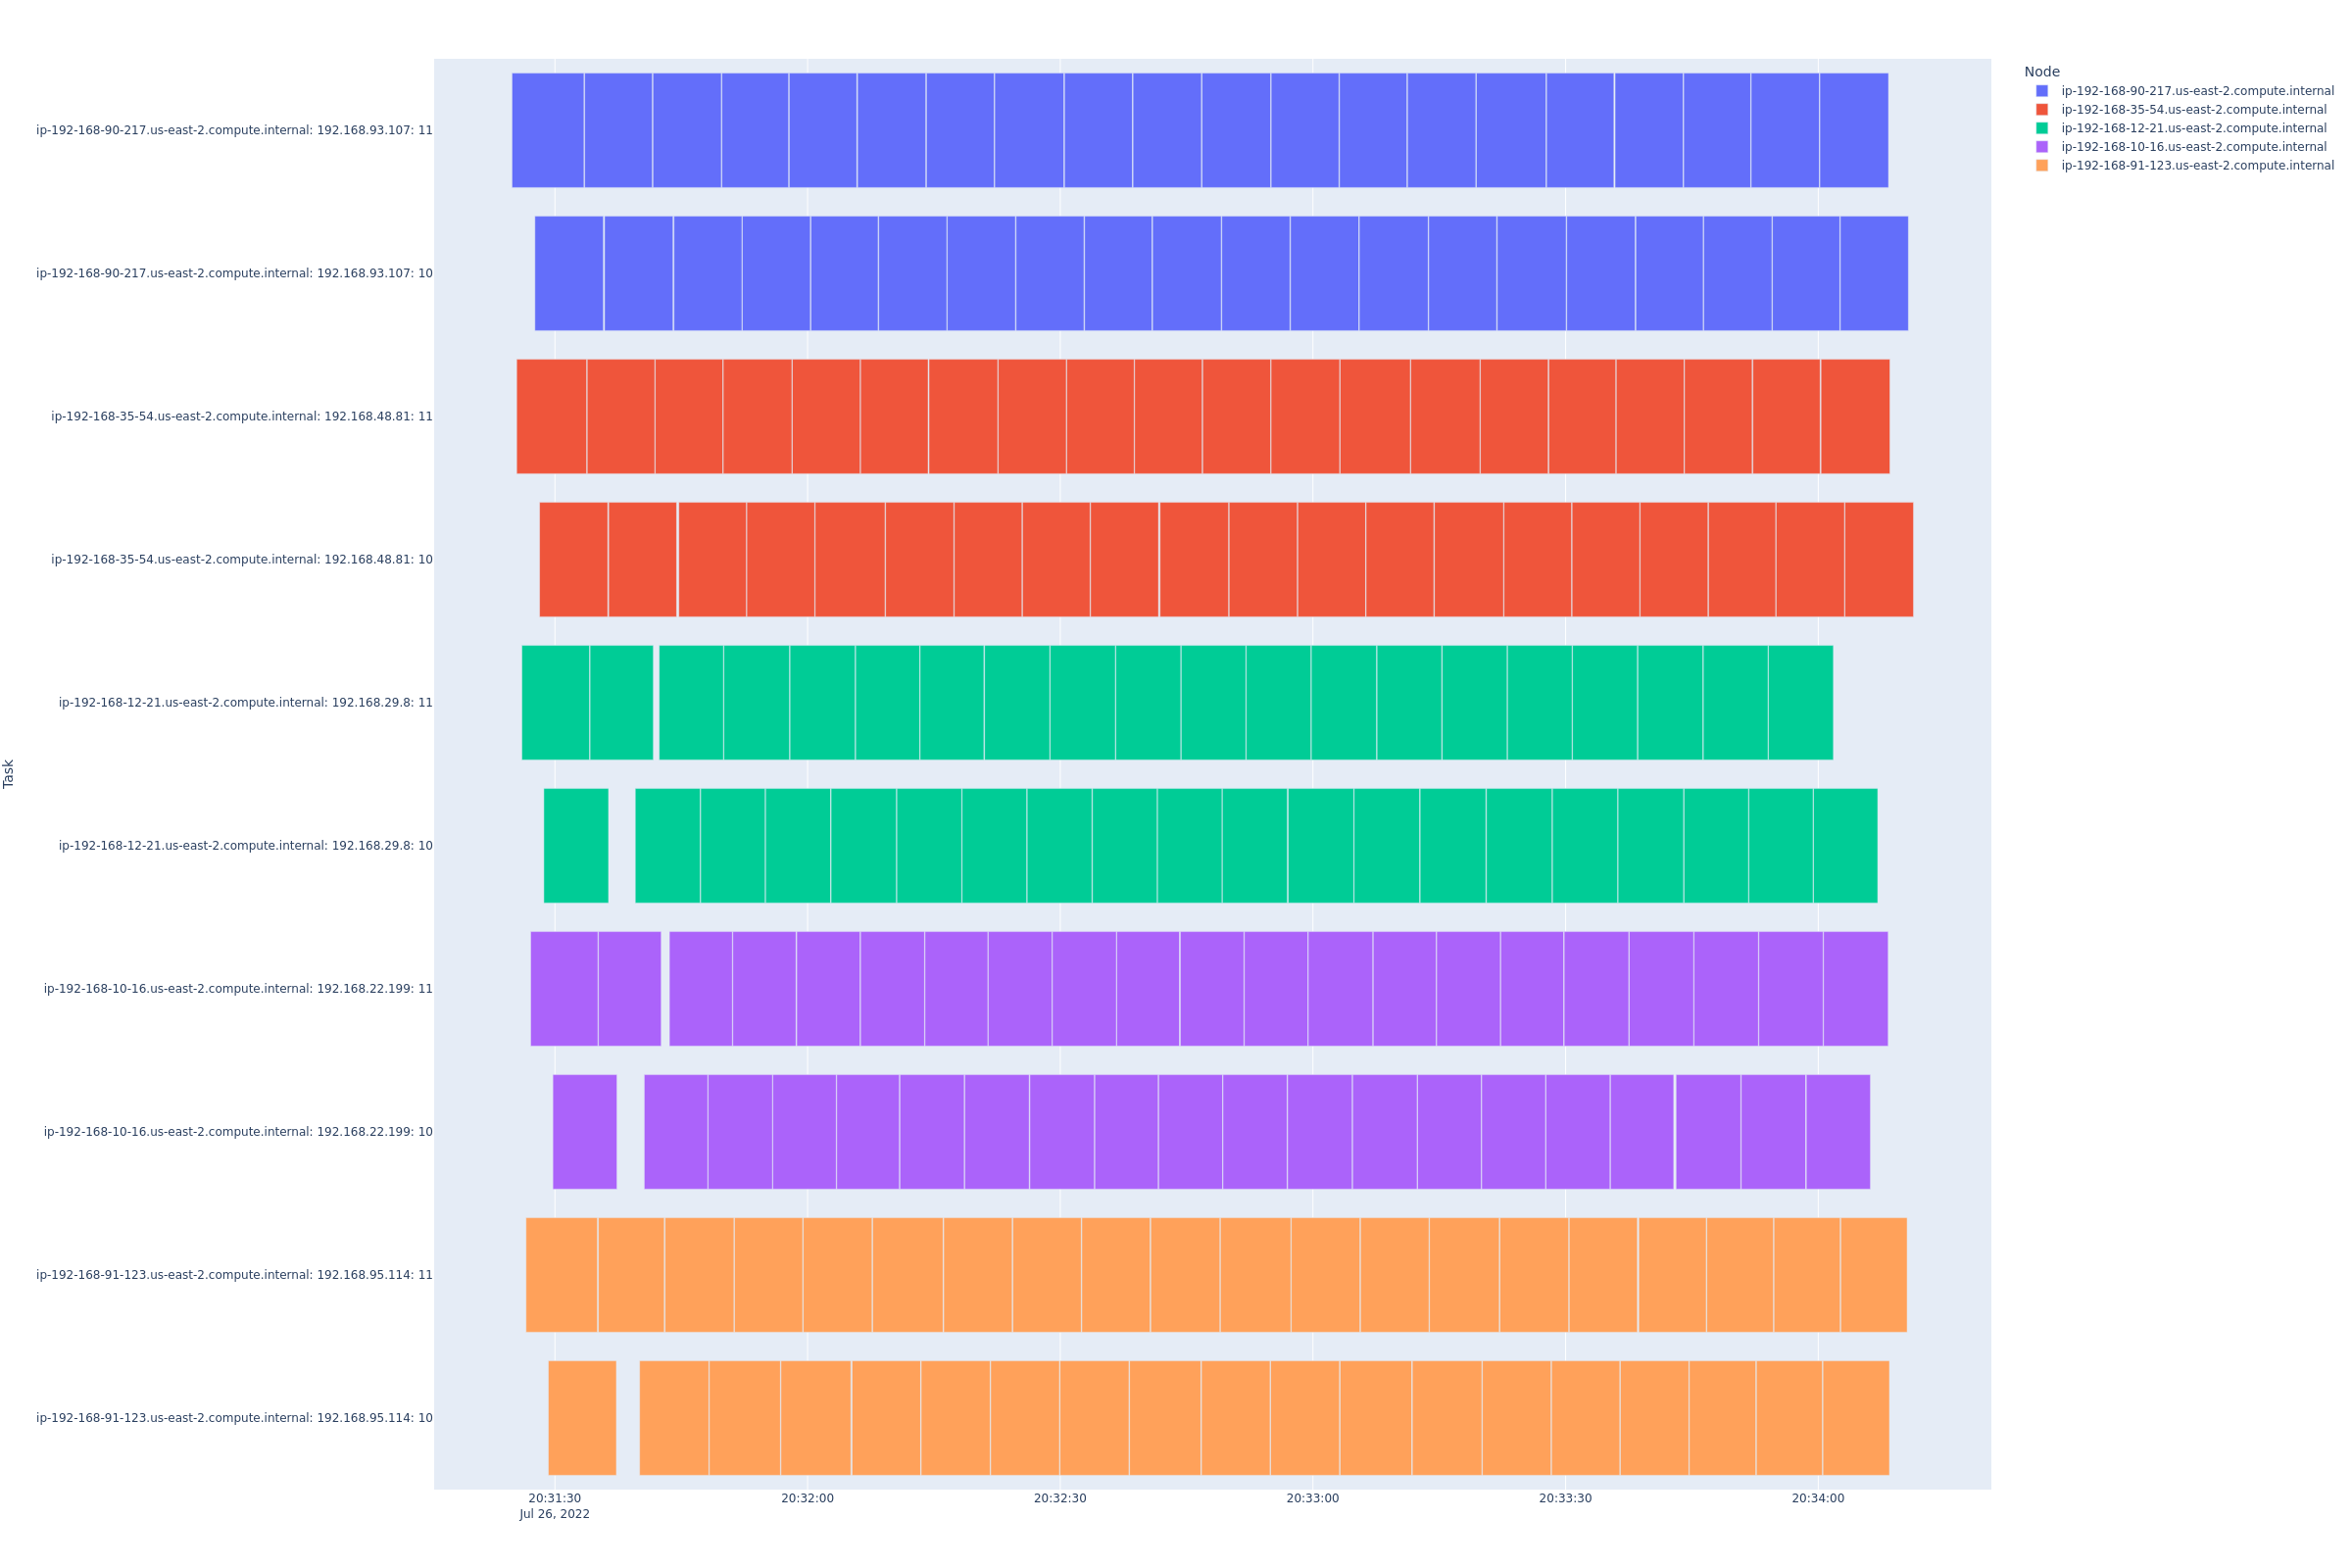 Node
ip-192-168-90-217.us-east-2.compute.internal
ip-192-168-35-54.us-east-2.compute.internal
ip-192-168-12-21.us-east-2.compute.internal
ip-192-168-10-16.us-east-2.compute.internal
ip-192-168-91-123.us-east-2.compute.internal
ip-192-168-90-217.us-east-2.compute.internal: 192.168.93.107: 11
ip-192-168-90-217.us-east-2.compute.internal: 192.168.93.107: 10
ip-192-168-35-54.us-east-2.compute.internal: 192.168.48.81: 11
ip-192-168-35-54.us-east-2.compute.internal: 192.168.48.81: 10
ip-192-168-12-21.us-east-2.compute.internal: 192.168.29.8: 11
Task
ip-192-168-12-21.us-east-2.compute.internal: 192.168.29.8: 10
ip-192-168-10-16.us-east-2.compute.internal: 192.168.22.199: 11
ip-192-168-10-16.us-east-2.compute.internal: 192.168.22.199: 10
ip-192-168-91-123.us-east-2.compute.internal: 192.168.95.114: 11
ip-192-168-91-123.us-east-2.compute.internal: 192.168.95.114: 10
20:31:30 20:32:00 20:32:30 20:33:00 20:33:30 20:34:00
Jul 26, 2022